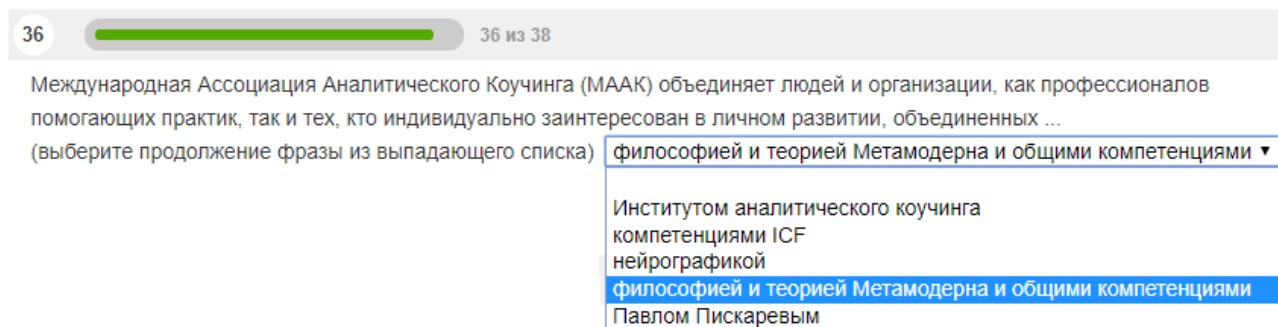 36
36 из 38
Международная Ассоциация Аналитического Коучинга (МААК) объединяет людей и организации, как профессионалов
помогающих практик, так и тех, кто индивидуально заинтересован в личном развитии, объединенных ...
(выберите продолжение фразы из выпадающего списка) философией и теорией Метамодерна и общими компетенциями
Институтом аналитического коучинга
компетенциями ICF
нейрографикой
философией и теорией Метамодерна и общими компетенциями
Павлом Пискаревым